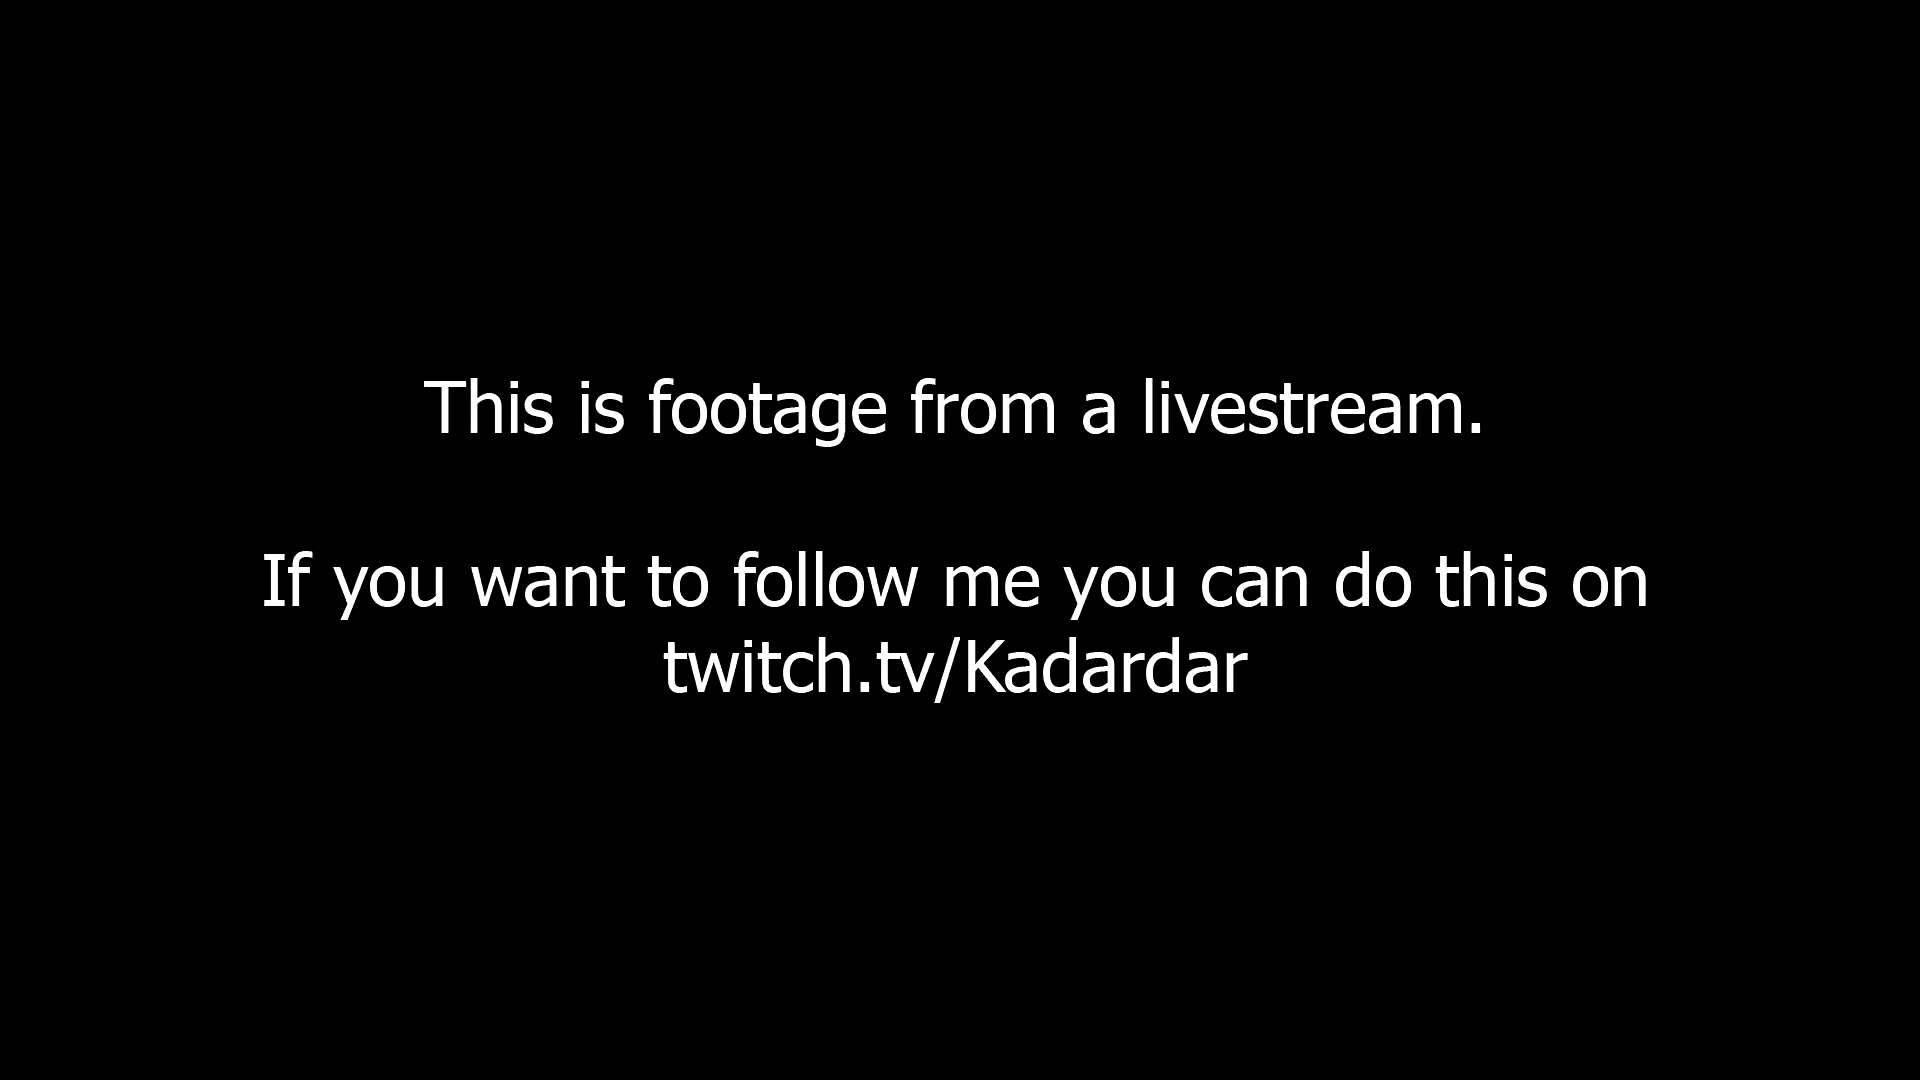 This is footage from a livestream.
If you want to follow me you can do this on
twitch.tv/Kadardar